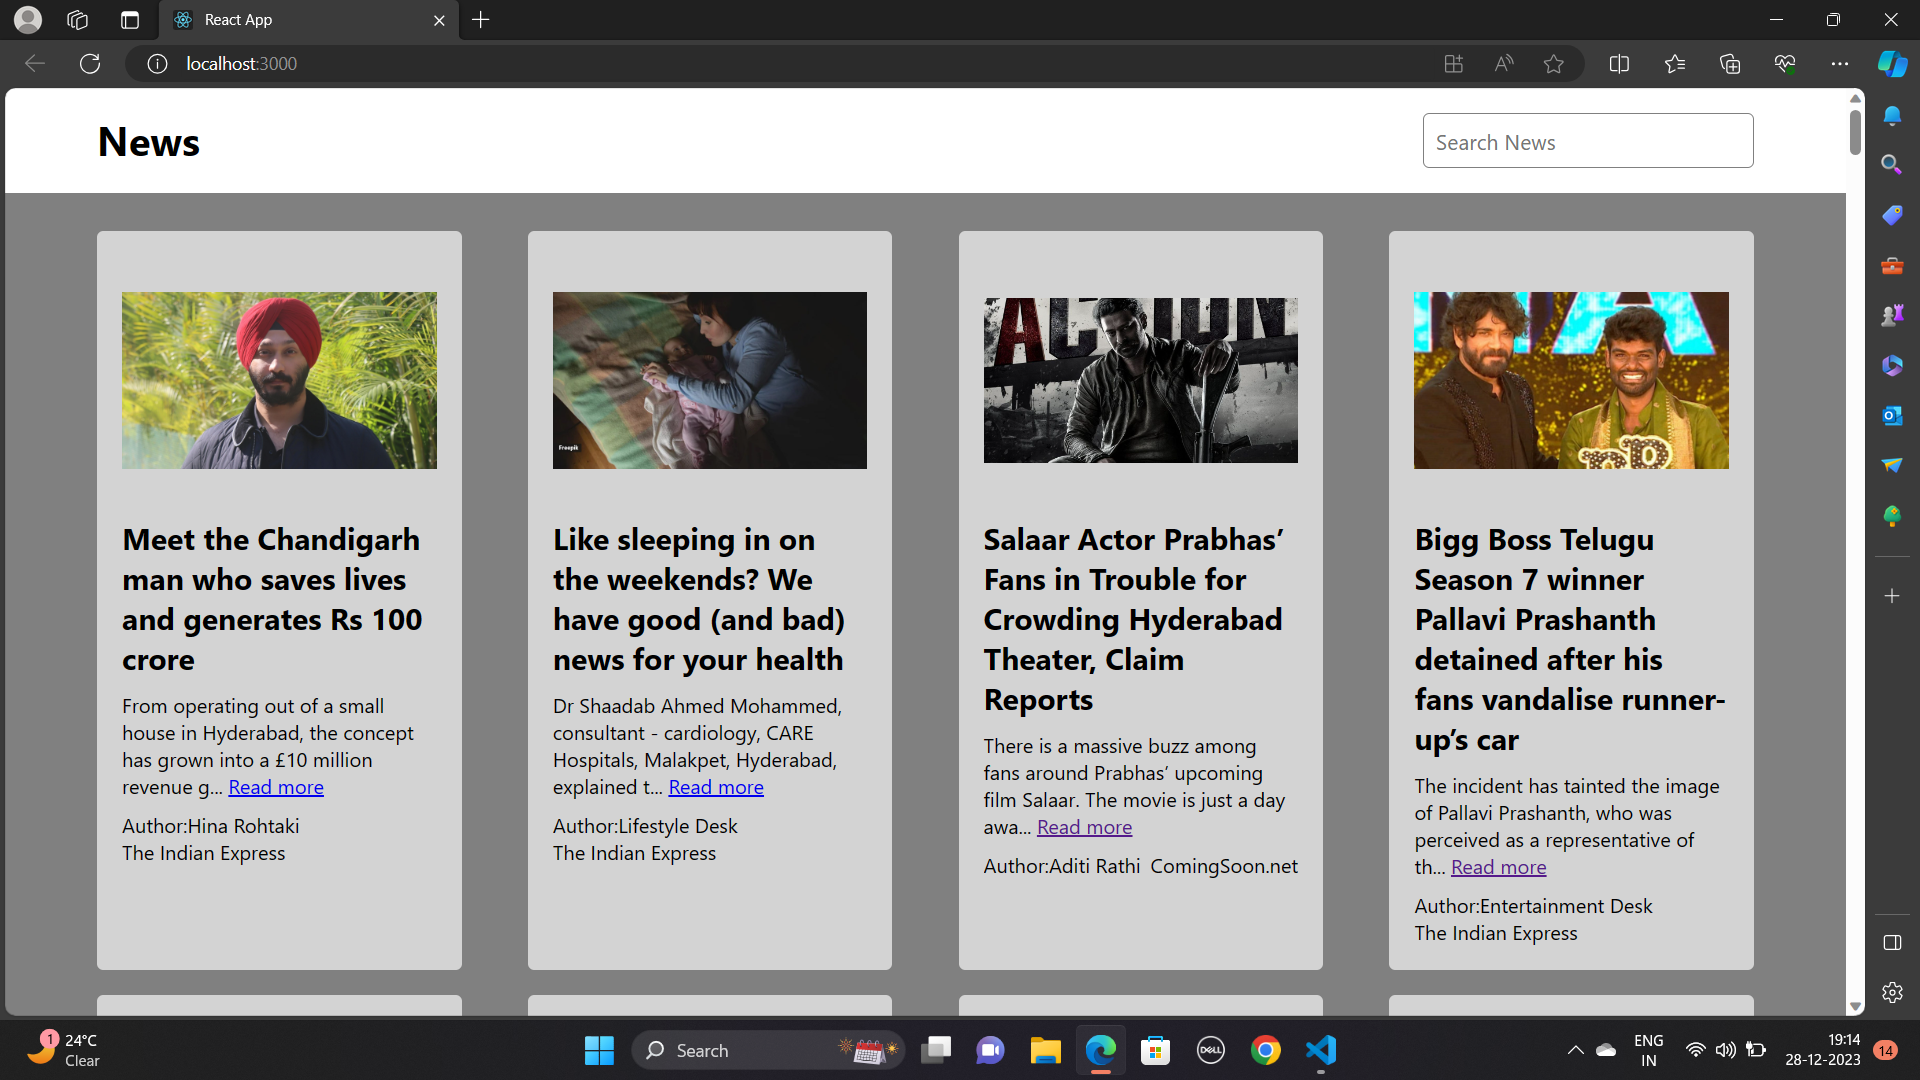 React App
localhost:3000
News
Search News
ACTION
Freepik
Meet the Chandigarh
man who saves lives
and generates Rs 100
crore
From operating out of a small
house in Hyderabad, the concept
has grown into a £10 million
revenue g... Read more
Author:Hina Rohtaki
The Indian Express
Like sleeping in on
the weekends? We
have good (and bad)
news for your health
Dr Shaadab Ahmed Mohammed,
consultant - cardiology, CARE
Hospitals, Malakpet, Hyderabad,
explained t... Read more
Author:Lifestyle Desk
The Indian Express
Salaar Actor Prabhas’
Fans in Trouble for
Crowding Hyderabad
Theater, Claim
Reports
There is a massive buzz among
fans around Prabhas’ upcoming
film Salaar. The movie is just a day
awa... Read more
Author:Aditi Rathi ComingSoon.net
Bigg Boss Telugu
Season 7 winner
Pallavi Prashanth
detained after his
fans vandalise runner-
up’s car
The incident has tainted the image
of Pallavi Prashanth, who was
perceived as a representative of
th... Read more
Author:Entertainment Desk
The Indian Express
1
24°C
Clear
Search
DELL
ENG
IN
19:14
28-12-2023
14